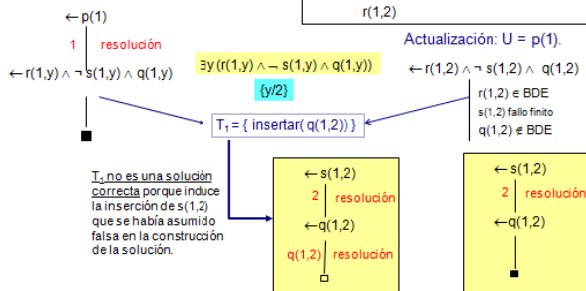 r(1,2)
← p(1)
1 resolución
← r(1,y) ∧ ¬ s(1,y) ∧ q(1,y)
∃y (r(1,y) ∧ ¬ s(1,y) ∧ q(1,y))
{y/2}
Actualización: U = p(1).
← r(1,2) ∧ ¬ s(1,2) ∧ q(1,2)
r(1,2) ∈ BDE
s(1,2) fallo finito
q(1,2) ∉ BDE
T1 = { insertar( q(1,2)) }
T1 no es una solución
correcta porque induce
la inserción de s(1,2)
que se había asumido
falsa en la construcción
de la solución.
← s(1,2)
2 resolución
←q(1,2)
q(1,2) resolución
← s(1,2)
2 resolución
←q(1,2)